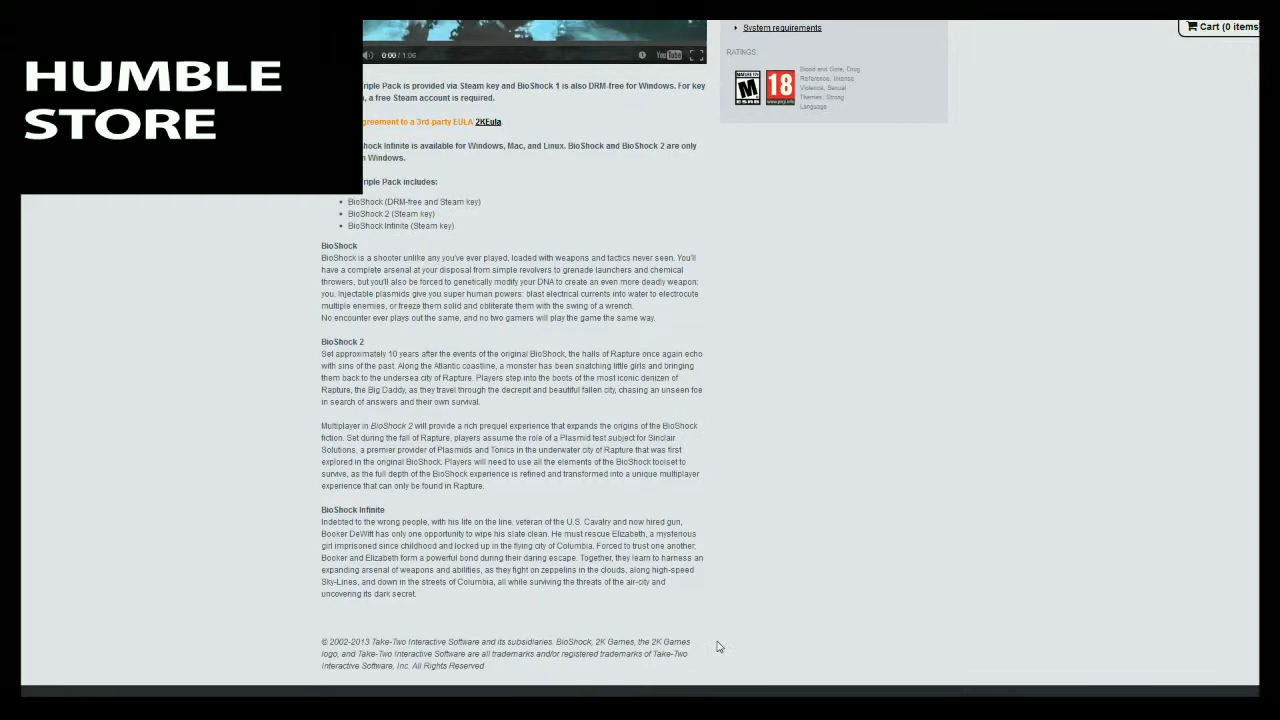 HUMBLE
STORE
System requirements
Cart (0 items
0:00 / 1:06
YouTube
RATINGS:
MATURE 17+
M
ESRB
18
www.pegi.info
Blood and Gore, Drug
Reference, Intense
Violence, Sexual
Themes, Strong
Language
riple Pack is provided via Steam key and BioShock 1 is also DRM-free for Windows. For key
, a free Steam account is required.
greement to a 3rd-party EULA 2KEula.
hock Infinite is available for Windows, Mac, and Linux. BioShock and BioShock 2 are only
n Windows.
riple Pack includes:
• BioShock (DRM-free and Steam key)
• BioShock 2 (Steam key)
• BioShock Infinite (Steam key)
BioShock
BioShock is a shooter unlike any you've ever played, loaded with weapons and tactics never seen. You'll
have a complete arsenal at your disposal from simple revolvers to grenade launchers and chemical
throwers, but you'll also be forced to genetically modify your DNA to create an even more deadly weapon:
you. Injectable plasmids give you super human powers: blast electrical currents into water to electrocute
multiple enemies, or freeze them solid and obliterate them with the swing of a wrench.
No encounter ever plays out the same, and no two gamers will play the game the same way.
BioShock 2
Set approximately 10 years after the events of the original BioShock, the halls of Rapture once again echo
with sins of the past. Along the Atlantic coastline, a monster has been snatching little girls and bringing
them back to the undersea city of Rapture. Players step into the boots of the most iconic denizen of
Rapture, the Big Daddy, as they travel through the decrepit and beautiful fallen city, chasing an unseen foe
in search of answers and their own survival.
Multiplayer in BioShock 2 will provide a rich prequel experience that expands the origins of the BioShock
fiction. Set during the fall of Rapture, players assume the role of a Plasmid test subject for Sinclair
Solutions, a premier provider of Plasmids and Tonics in the underwater city of Rapture that was first
explored in the original BioShock. Players will need to use all the elements of the BioShock toolset to
survive, as the full depth of the BioShock experience is refined and transformed into a unique multiplayer
experience that can only be found in Rapture.
BioShock Infinite
Indebted to the wrong people, with his life on the line, veteran of the U.S. Cavalry and now hired gun,
Booker DeWitt has only one opportunity to wipe his slate clean. He must rescue Elizabeth, a mysterious
girl imprisoned since childhood and locked up in the flying city of Columbia. Forced to trust one another,
Booker and Elizabeth form a powerful bond during their daring escape. Together, they learn to harness an
expanding arsenal of weapons and abilities, as they fight on zeppelins in the clouds, along high-speed
Sky-Lines, and down in the streets of Columbia, all while surviving the threats of the air-city and
uncovering its dark secret.
© 2002-2013 Take-Two Interactive Software and its subsidiaries. BioShock, 2K Games, the 2K Games
logo, and Take-Two Interactive Software are all trademarks and/or registered trademarks of Take-Two
Interactive Software, Inc. All Rights Reserved